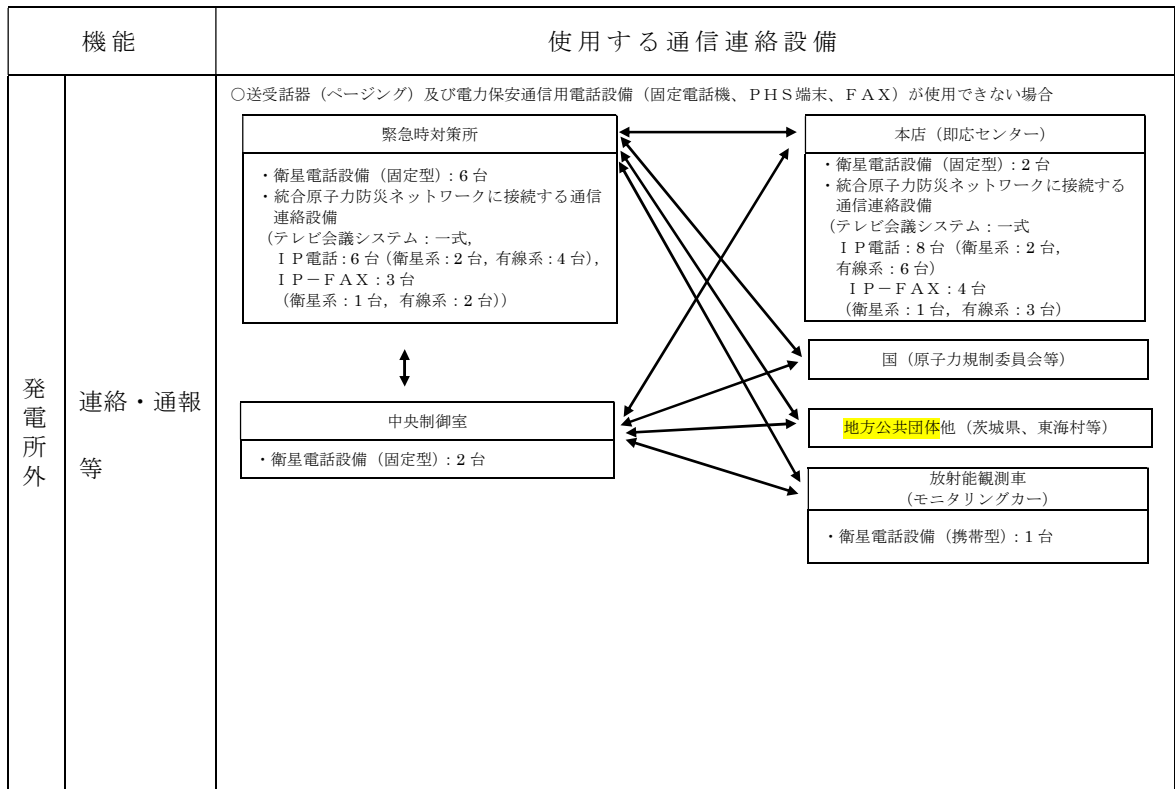 機能
使用する通信連絡設備
発電所外
連絡・通報
等
○送受話器（ページング）及び電力保安通信用電話設備（固定電話機、ＰＨＳ端末、ＦＡＸ）が使用できない場合
緊急時対策所
・衛星電話設備（固定型）：6 台
・統合原子力防災ネットワークに接続する通信
連絡設備
（テレビ会議システム：一式，
ＩＰ電話：6 台（衛星系：2 台，有線系：4 台），
ＩＰ－ＦＡＸ：3 台
（衛星系：1 台，有線系：2 台））
中央制御室
・衛星電話設備（固定型）：2 台
本店（即応センター）
・衛星電話設備（固定型）：2 台
・統合原子力防災ネットワークに接続する
通信連絡設備
（テレビ会議システム：一式
ＩＰ電話：8 台（衛星系：2 台，
有線系：6 台）
ＩＰ－ＦＡＸ：4 台
（衛星系：1 台，有線系：3 台）
国（原子力規制委員会等）
地方公共団体他（茨城県、東海村等）
放射能観測車
（モニタリングカー）
・衛星電話設備（携帯型）：1 台